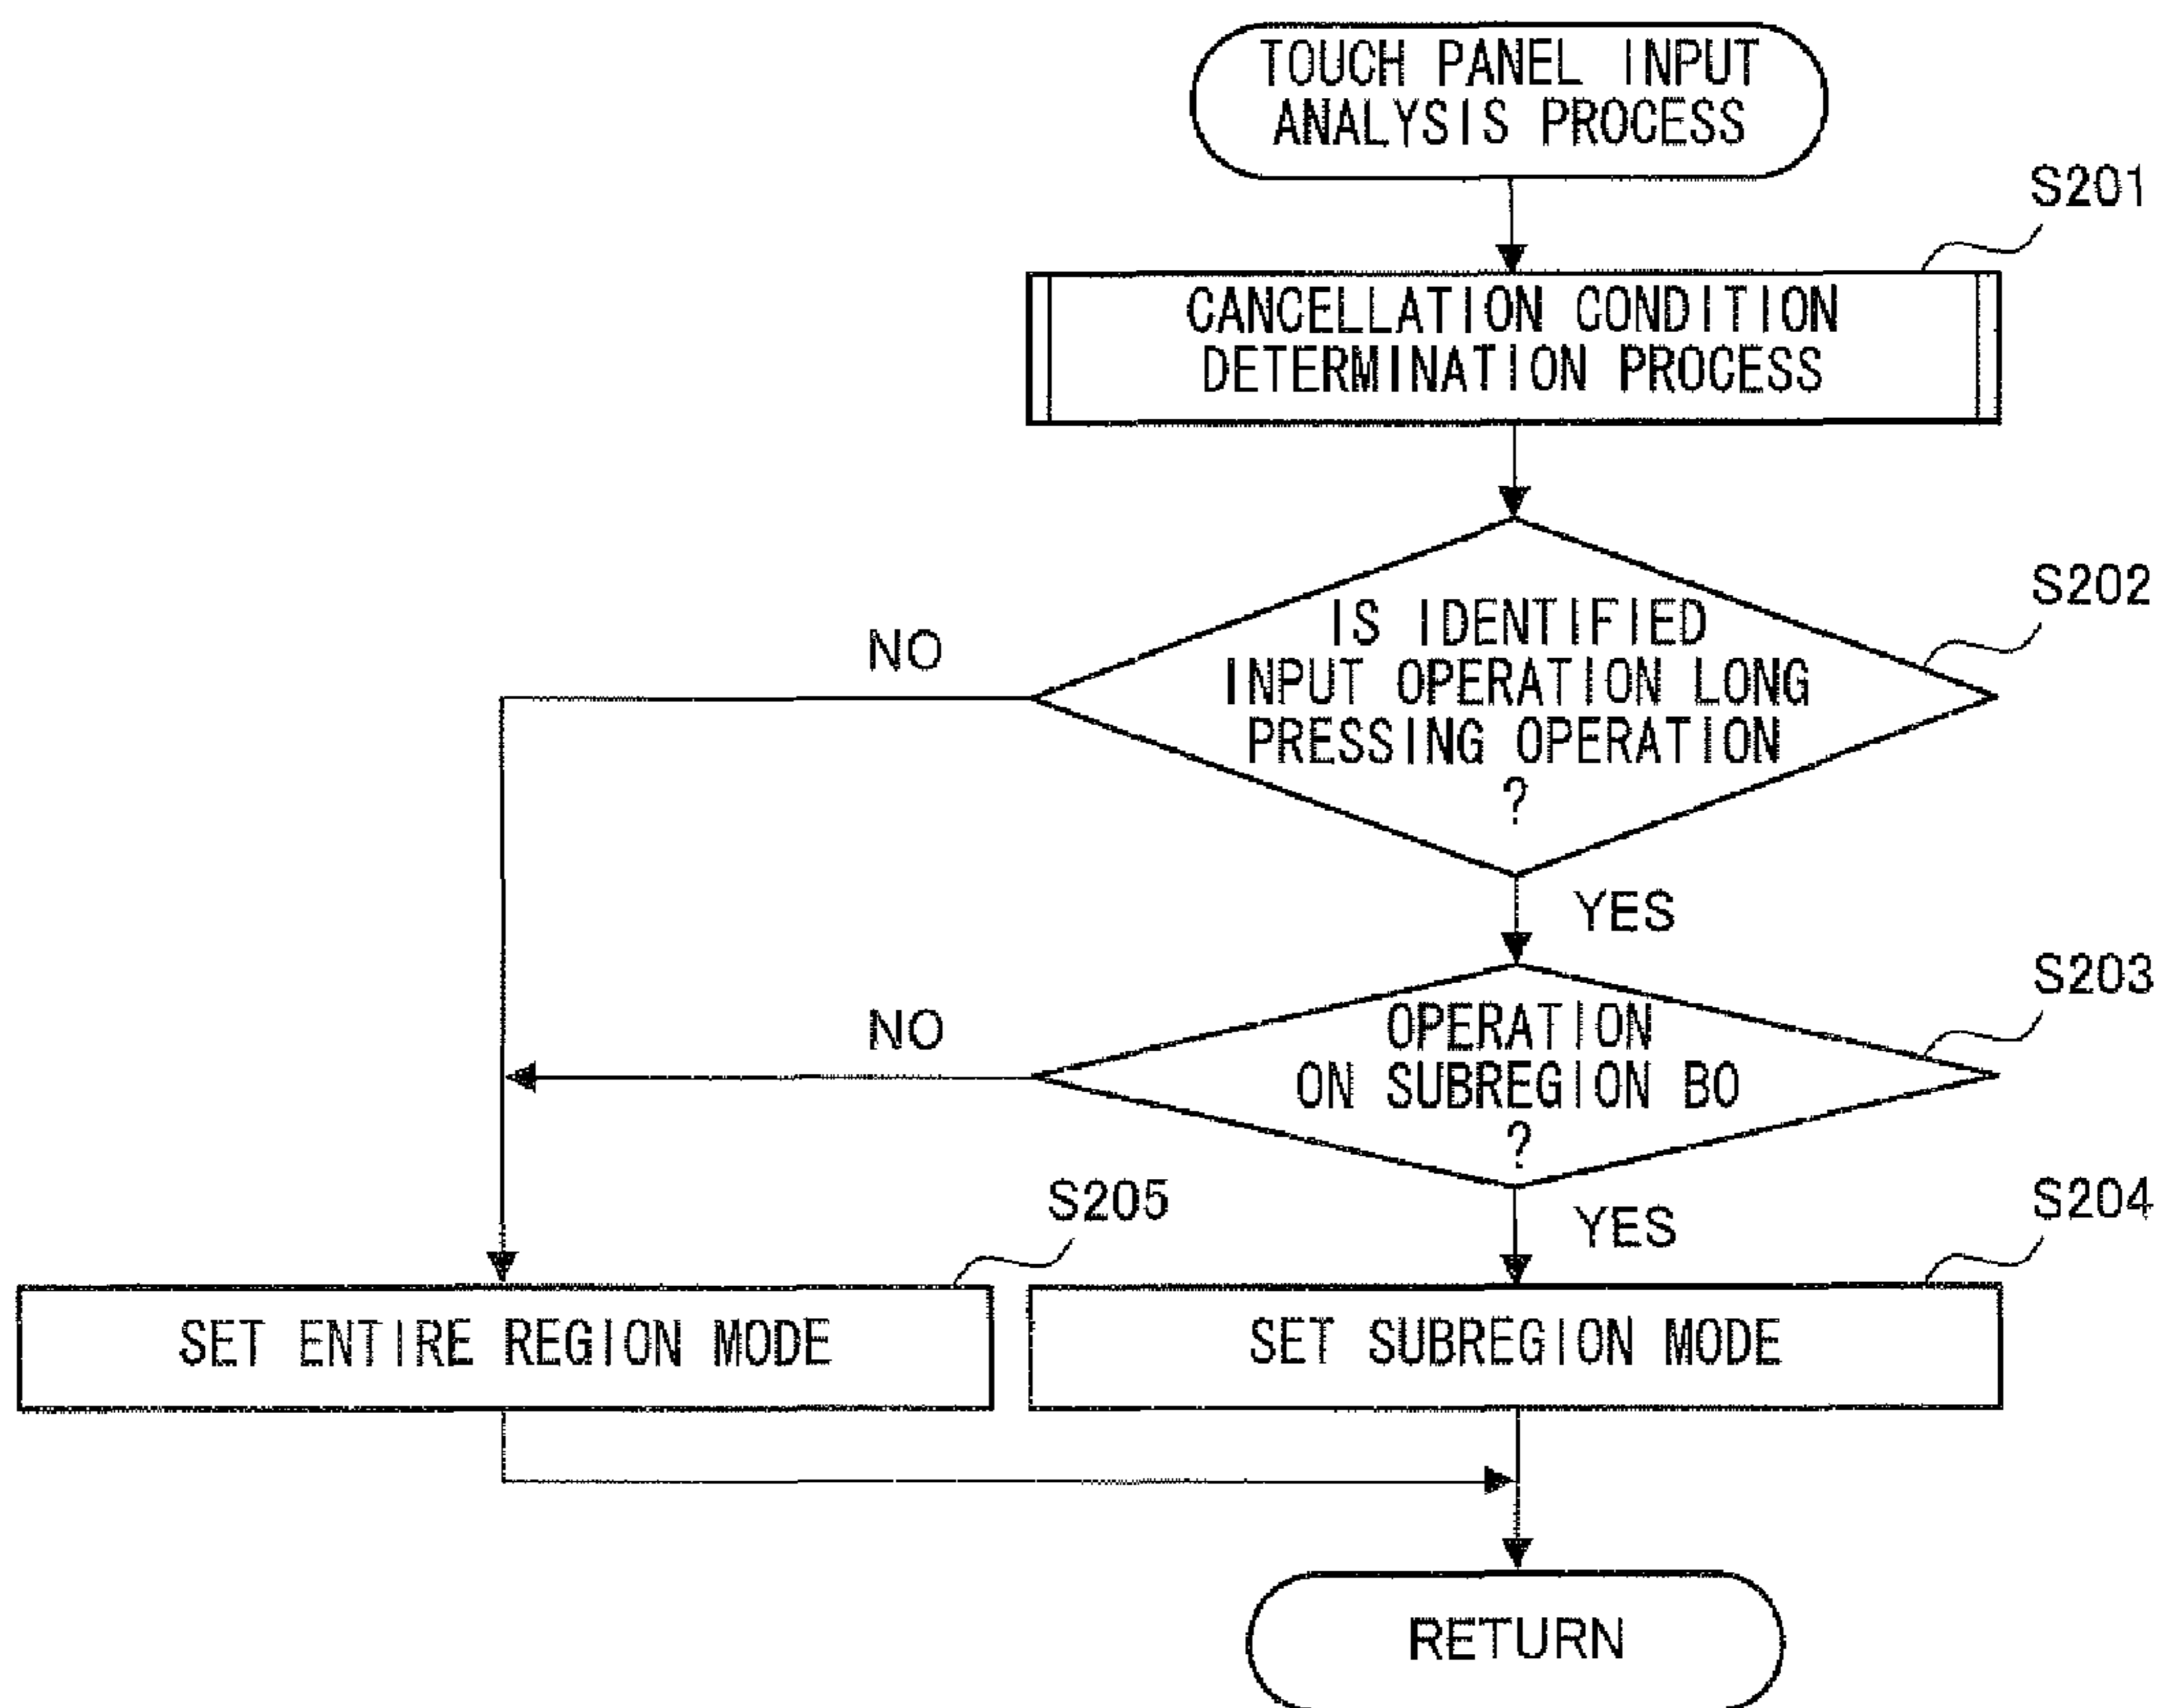 TOUCH PANEL INPUT
ANALYSIS PROCESS
S201
CANCELLATION CONDITION
DETERMINATION PROCESS
S202
IS IDENTIFIED
INPUT OPERATION LONG
PRESSING OPERATION
?
NO
YES
S203
OPERATION
ON SUBREGION BO
?
NO
YES
S205
S204
SET ENTIRE REGION MODE
SET SUBREGION MODE
RETURN